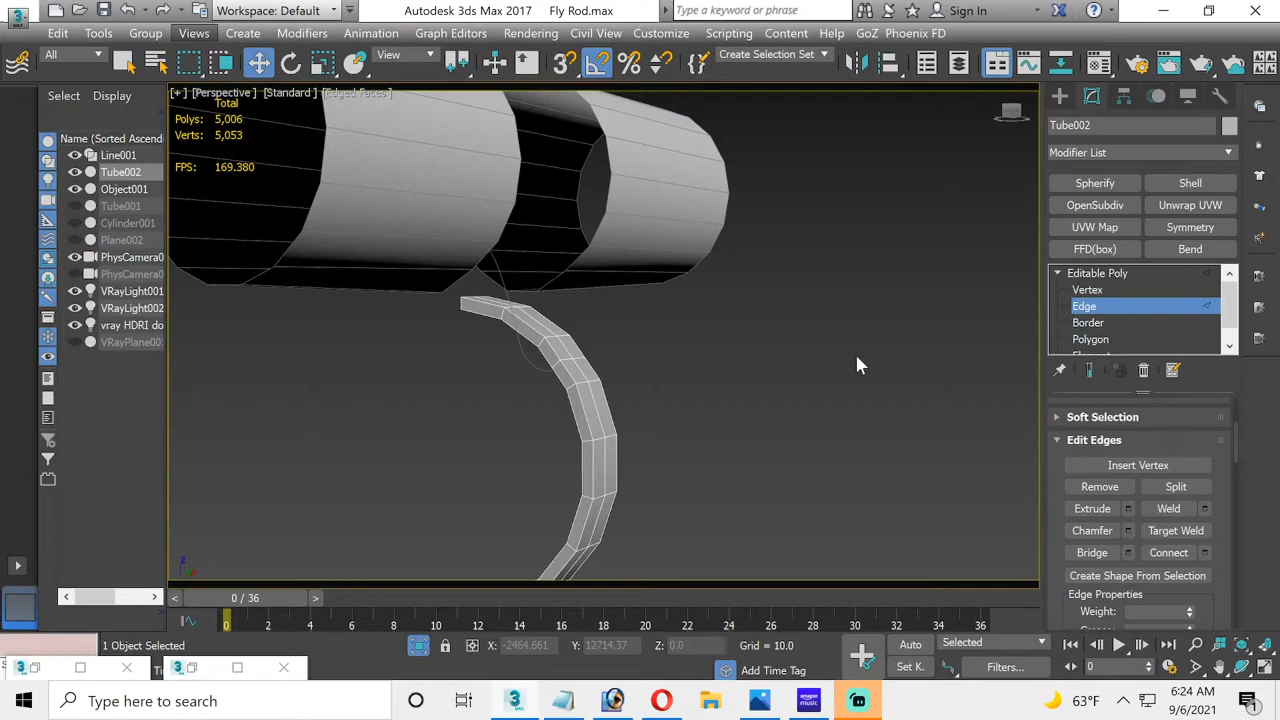 Autodesk 3ds Max 2017 Fly Rod.max
Workspace: Default
Type a keyword or phrase
Sign In
Edit Tools Group Views Create Modifiers Animation Graph Editors Rendering Civil View Customize Scripting Content Help GoZ Phoenix FD
All
View
Create Selection Set
Select Display
[+] [Perspective] [Standard] [Edged Faces]
Total
Polys: 5,006
Verts: 5,053
FPS: 169.380
Name (Sorted Ascend
Line001
Tube002
Object001
Tube001
Cylinder001
Plane002
PhysCamera0
PhysCamera0
VRayLight001
VRayLight002
vray HDRI do
VRayPlane00
Tube002
Modifier List
Spherify Shell
OpenSubdiv Unwrap UVW
UVW Map Symmetry
FFD(box) Bend
Editable Poly
Vertex
Edge
Border
Polygon
Soft Selection
Edit Edges
Insert Vertex
Remove Split
Extrude Weld
Chamfer Target Weld
Bridge Connect
Create Shape From Selection
Edge Properties
Weight:
0 / 36
0 2 4 6 8 10 12 14 16 18 20 22 24 26 28 30 32 34 36
1 Object Selected
X: -2464.661 Y: 12714.37 Z: 0.0 Grid = 10.0
Auto Selected
Add Time Tag
Set K. Filters...
0
Type here to search
63°F
6:24 AM
9/6/2021
amazon music